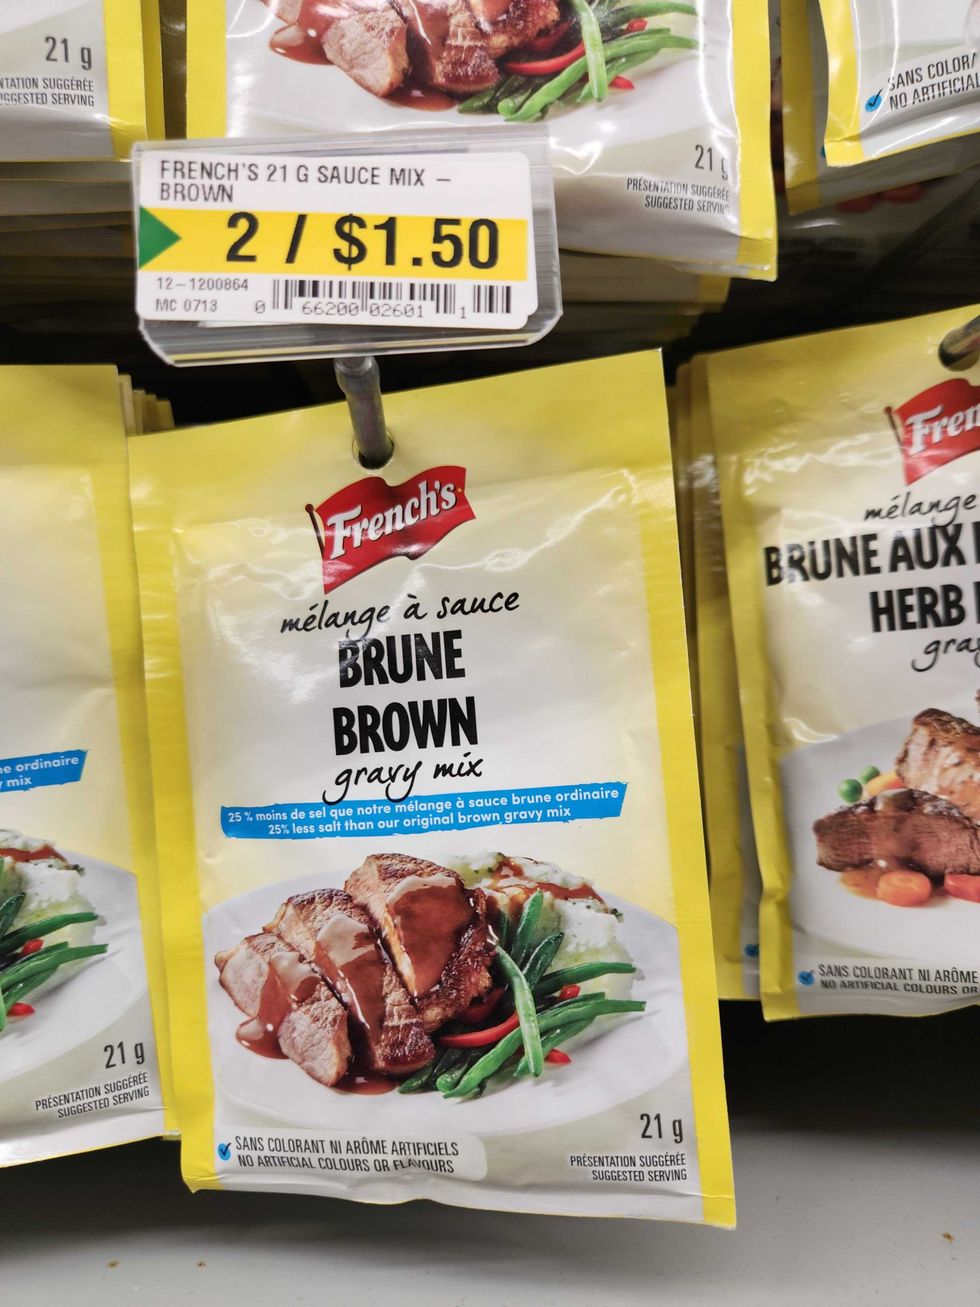 21 g
SUGGÉRÉE
SERVING
21 g
PRÉSENTATION SUGGÉRÉE
SUGGESTED SERVING
SANS
NO ARTIFICIAL
FRENCH'S 21 G SAUCE MIX –
BROWN
2 / $1.50
12-1200864
MC 0713
0 66200 02601 1
French's
mélange à sauce
BRUNE
BROWN
gravy mix
25 % moins de sel que notre mélange à sauce brune ordinaire
25% less salt than our original brown gravy mix
SANS COLORANT NI ARÔME ARTIFICIELS
NO ARTIFICIAL COLOURS OR FLAVOURS
21 g
PRÉSENTATION SUGGÉRÉE
SUGGESTED SERVING
ordinaire
mix
21 g
PRÉSENTATION SUGGÉRÉE
SUGGESTED SERVING
mélange
BRUNE AUX
HERB
SANS COLORANT NI ARÔME
NO ARTIFICIAL COLOURS OR